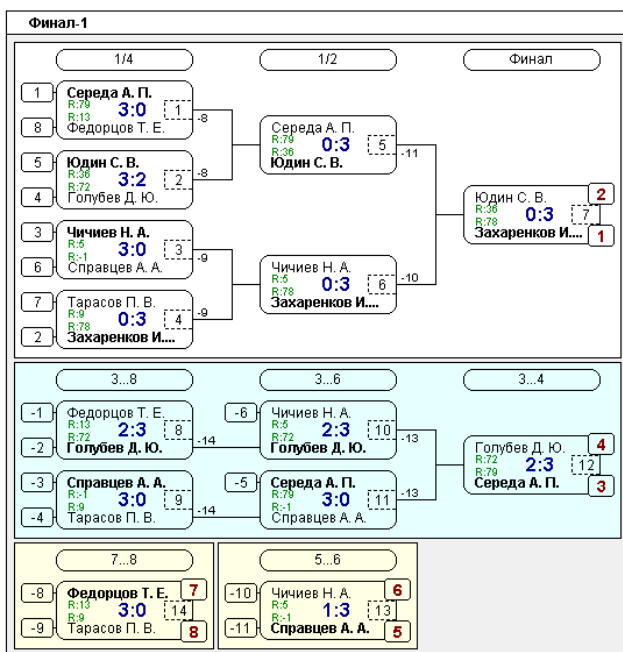 Финал-1
1/4
1/2
Финал
1
Середа А. П.
R:79
R:13
3:0
1
-8
8
Федорцов Т. Е.
5
Юдин С. В.
R:36
R:72
3:2
2
-8
4
Голубев Д. Ю.
3
Чичиев Н. А.
R:5
R:-1
3:0
3
-9
6
Справцев А. А.
7
Тарасов П. В.
R:9
R:78
0:3
4
-9
2
Захаренков И....
Середа А. П.
R:79
R:36
0:3
5
-11
Юдин С. В.
Чичиев Н. А.
R:5
R:78
0:3
6
-10
Захаренков И....
Юдин С. В.
2
R:36
R:78
0:3
7
Захаренков И....
1
3...8
3...6
3...4
-1
Федорцов Т. Е.
R:13
R:72
2:3
8
-14
-2
Голубев Д. Ю.
-3
Справцев А. А.
R:-1
R:9
3:0
9
-14
-4
Тарасов П. В.
-6
Чичиев Н. А.
R:5
R:72
2:3
10
-13
Голубев Д. Ю.
-5
Середа А. П.
R:79
R:-1
3:0
11
-13
Справцев А. А.
Голубев Д. Ю.
4
R:72
R:79
2:3
12
Середа А. П.
3
7...8
5...6
-8
Федорцов Т. Е.
7
R:13
R:9
3:0
14
-9
Тарасов П. В.
8
-10
Чичиев Н. А.
6
R:5
R:-1
1:3
13
-11
Справцев А. А.
5